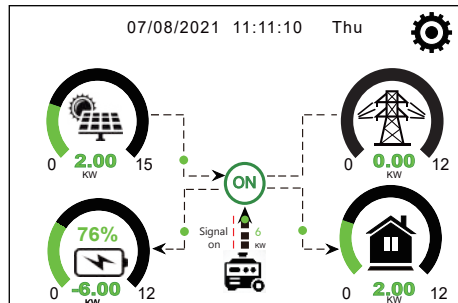 07/08/2021 11:11:10 Thu
0 2.00 15
KW
0 0.00 12
KW
ON
76%
Signal on
6
KW
0 -6.00 12
KW
0 2.00 12
KW